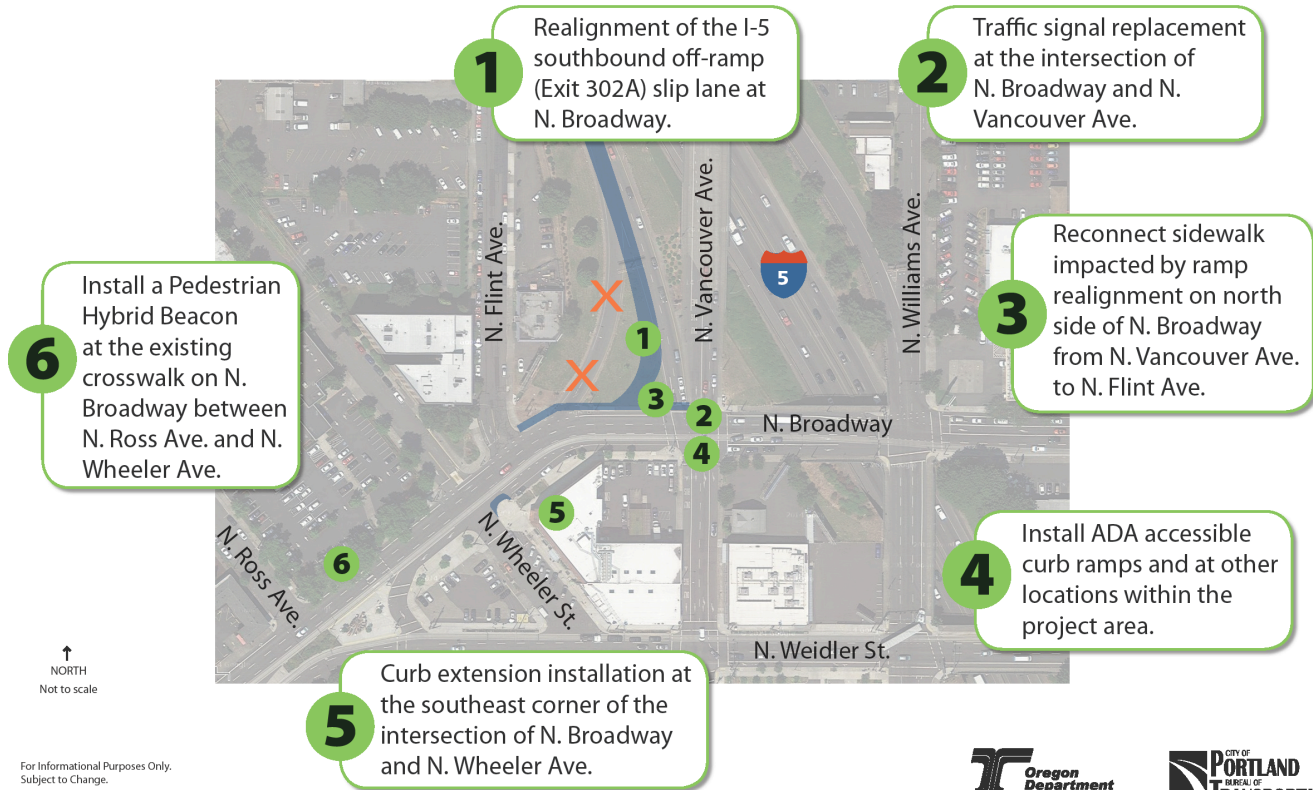 1
Realignment of the I-5
southbound off-ramp
(Exit 302A) slip lane at
N. Broadway.
2
Traffic signal replacement
at the intersection of
N. Broadway and N.
Vancouver Ave.
3
Reconnect sidewalk
impacted by ramp
realignment on north
side of N. Broadway
from N. Vancouver Ave.
to N. Flint Ave.
6
Install a Pedestrian
Hybrid Beacon
at the existing
crosswalk on N.
Broadway between
N. Ross Ave. and N.
Wheeler Ave.
N. Flint Ave.
N. Vancouver Ave.
N. Williams Ave.
5
X
X
1
3
2
4
N. Broadway
5
6
N. Ross Ave.
N. Wheeler St.
N. Weidler St.
4
Install ADA accessible
curb ramps and at other
locations within the
project area.
5
Curb extension installation at
the southeast corner of the
intersection of N. Broadway
and N. Wheeler Ave.
NORTH
Not to scale
For Informational Purposes Only.
Subject to Change.
Oregon
Department
CITY OF
PORTLAND
BUREAU OF